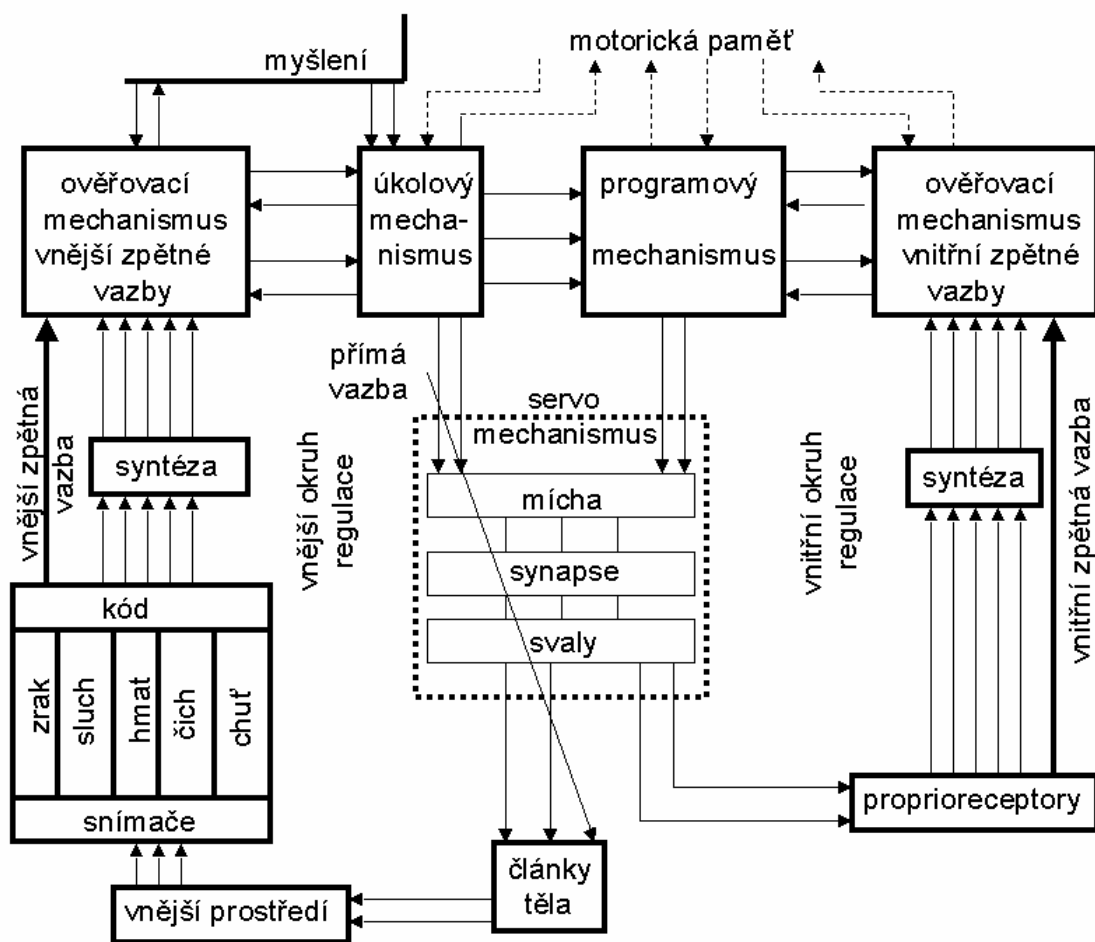 myšlení
motorická paměť
ověřovací
mechanismus
vnější zpětné
vazby
úkolový
mecha-
nismus
programový
mechanismus
ověřovací
mechanismus
vnitřní zpětné
vazby
přímá
vazba
servo
mechanismus
vnější zpětná
vazba
syntéza
vnější okruh
regulace
mícha
synapse
svaly
vnitřní okruh
regulace
syntéza
vnitřní zpětná vazba
kód
zrak
sluch
hmat
čich
chuť
snímače
proprioreceptory
články
těla
vnější prostředí